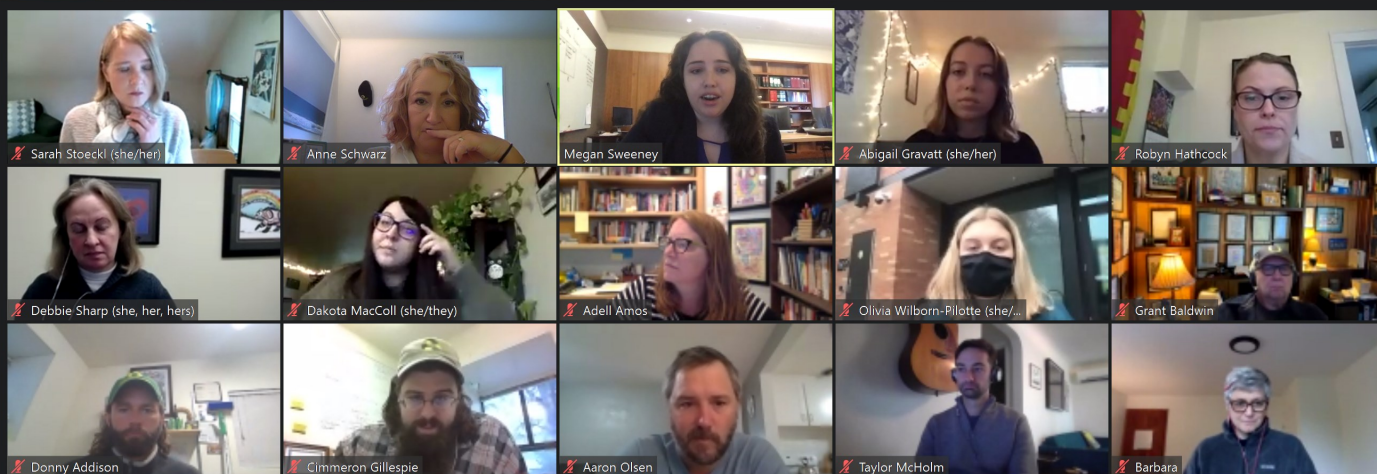 Sarah Stoeckl (she/her)
Anne Schwarz
Megan Sweeney
Abigail Gravatt (she/her)
Robyn Hathcock
Debbie Sharp (she, her, hers)
Dakota MacColl (she/they)
Adell Amos
Olivia Wilborn-Pilotte (she/...
Grant Baldwin
Donny Addison
Cimmeron Gillespie
Aaron Olsen
Taylor McHolm
Barbara